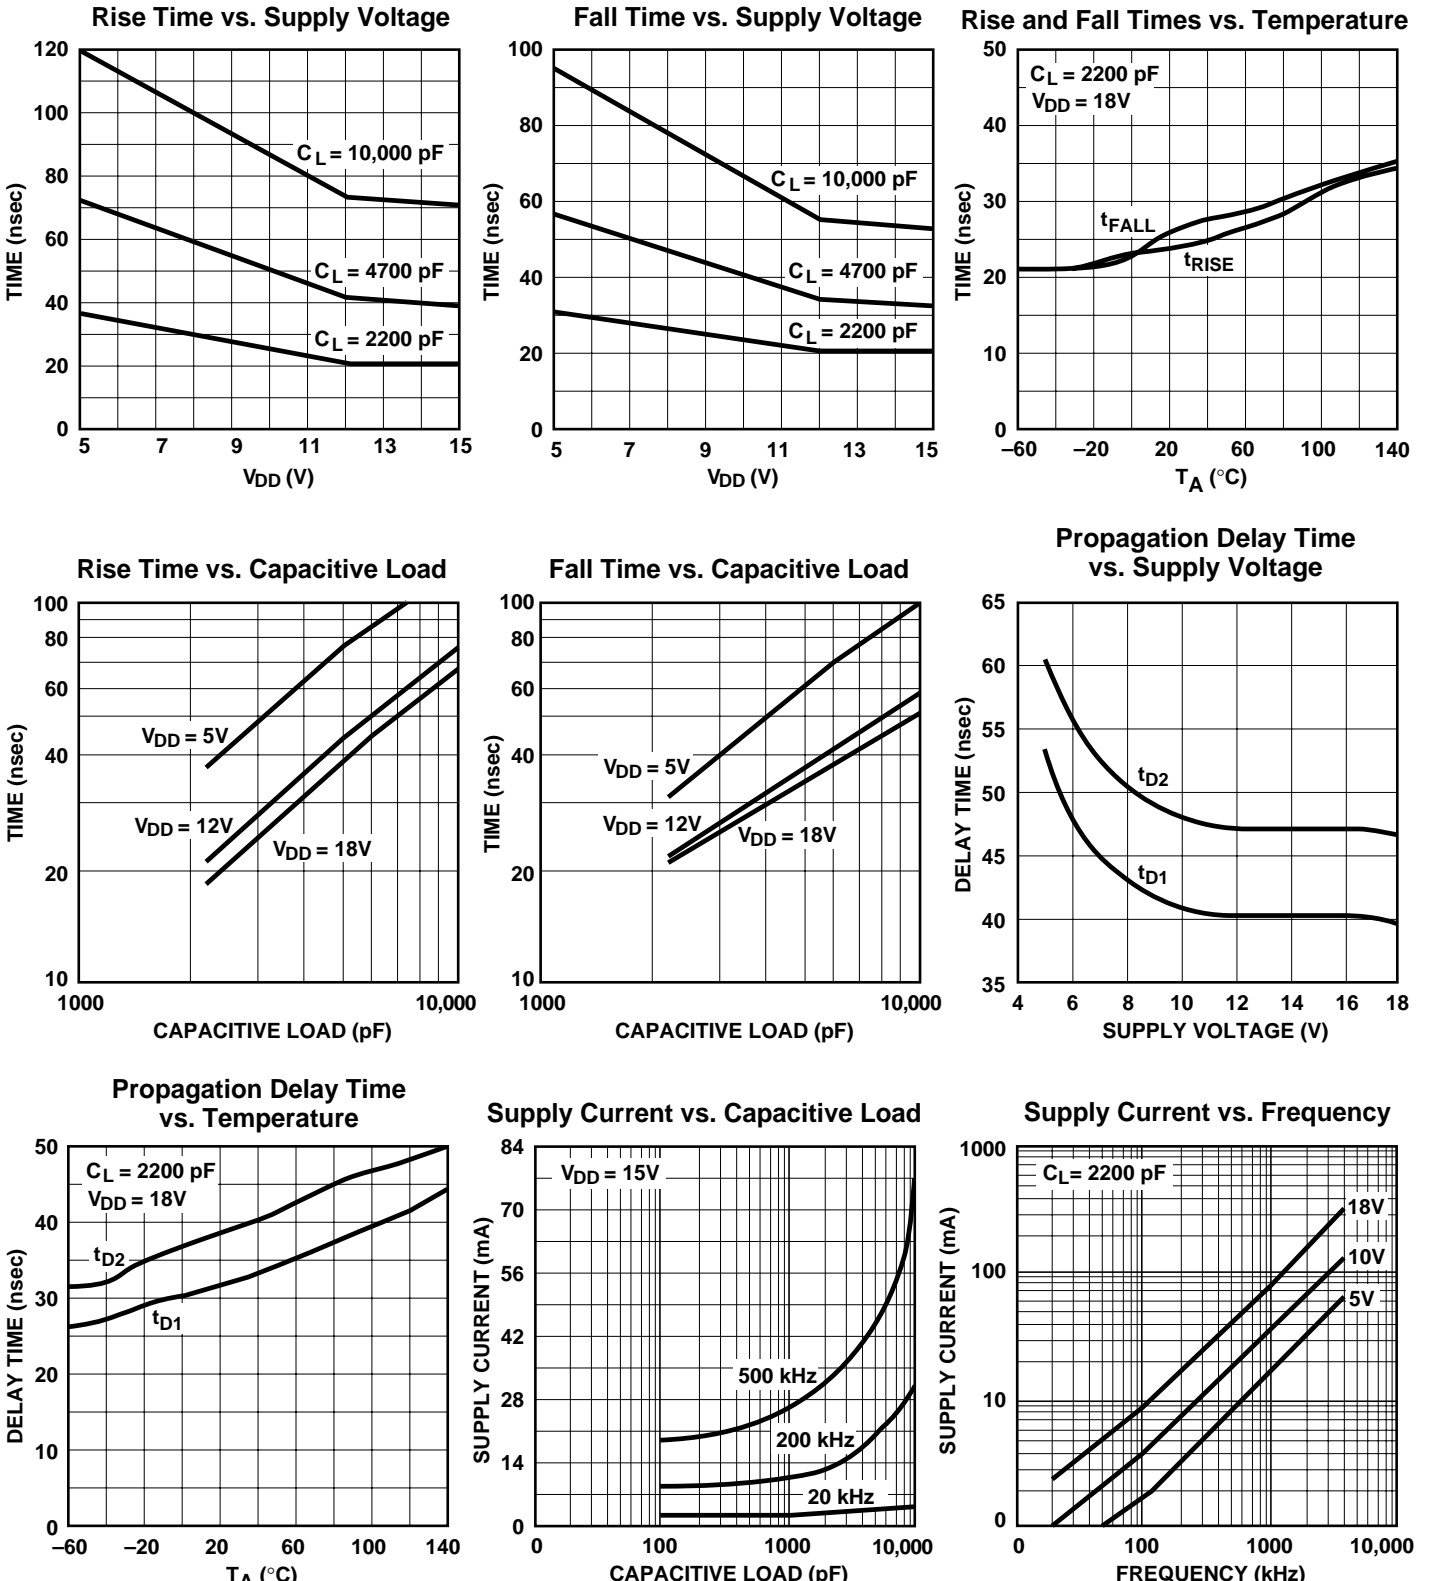 Rise Time vs. Supply Voltage
120
100
80
60
40
20
0
TIME (nsec)
C L = 10,000 pF
C L = 4700 pF
C L = 2200 pF
5 7 9 11 13 15
VDD (V)
Fall Time vs. Supply Voltage
100
80
60
40
20
0
TIME (nsec)
C L = 10,000 pF
C L = 4700 pF
C L = 2200 pF
5 7 9 11 13 15
VDD (V)
Rise and Fall Times vs. Temperature
50
40
30
20
10
0
TIME (nsec)
C L = 2200 pF
VDD = 18V
tFALL
tRISE
–60 –20 20 60 100 140
TA (°C)
Rise Time vs. Capacitive Load
100
80
60
40
20
10
TIME (nsec)
VDD = 5V
VDD = 12V
VDD = 18V
1000 10,000
CAPACITIVE LOAD (pF)
Fall Time vs. Capacitive Load
100
80
60
40
20
10
TIME (nsec)
VDD = 5V
VDD = 12V
VDD = 18V
1000 10,000
CAPACITIVE LOAD (pF)
Propagation Delay Time
vs. Supply Voltage
65
60
55
50
45
40
35
DELAY TIME (nsec)
tD2
tD1
4 6 8 10 12 14 16 18
SUPPLY VOLTAGE (V)
Propagation Delay Time
vs. Temperature
50
40
30
20
10
0
DELAY TIME (nsec)
C L = 2200 pF
VDD = 18V
tD2
tD1
–60 –20 20 60 100 140
TA (°C)
Supply Current vs. Capacitive Load
84
70
56
42
28
14
0
SUPPLY CURRENT (mA)
VDD = 15V
500 kHz
200 kHz
20 kHz
0 100 1000 10,000
CAPACITIVE LOAD (pF)
Supply Current vs. Frequency
1000
100
10
0
SUPPLY CURRENT (mA)
CL= 2200 pF
18V
10V
5V
0 100 1000 10,000
FREQUENCY (kHz)